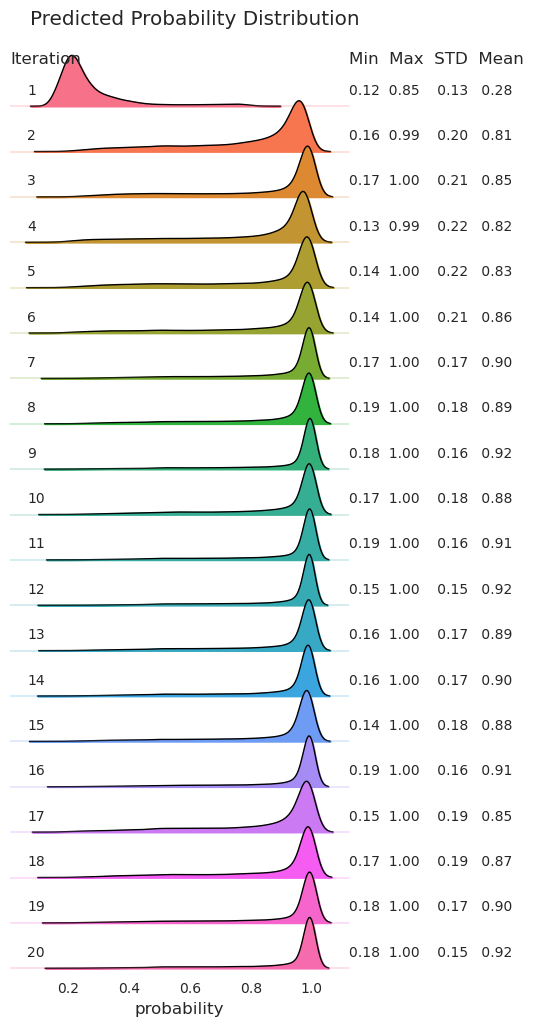 Predicted Probability Distribution
Iteration Min Max STD Mean
1 0.12 0.85 0.13 0.28
2 0.16 0.99 0.20 0.81
3 0.17 1.00 0.21 0.85
4 0.13 0.99 0.22 0.82
5 0.14 1.00 0.22 0.83
6 0.14 1.00 0.21 0.86
7 0.17 1.00 0.17 0.90
8 0.19 1.00 0.18 0.89
9 0.18 1.00 0.16 0.92
10 0.17 1.00 0.18 0.88
11 0.19 1.00 0.16 0.91
12 0.15 1.00 0.15 0.92
13 0.16 1.00 0.17 0.89
14 0.16 1.00 0.17 0.90
15 0.14 1.00 0.18 0.88
16 0.19 1.00 0.16 0.91
17 0.15 1.00 0.19 0.85
18 0.17 1.00 0.19 0.87
19 0.18 1.00 0.17 0.90
20 0.18 1.00 0.15 0.92
0.2 0.4 0.6 0.8 1.0
probability